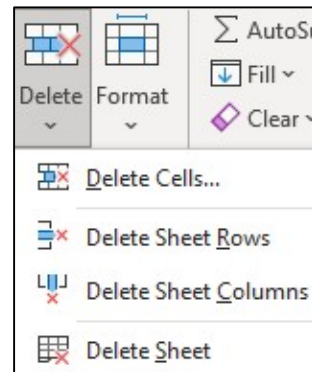 Delete Format
AutoSu
Fill
Clear
Delete Cells...
Delete Sheet Rows
Delete Sheet Columns
Delete Sheet